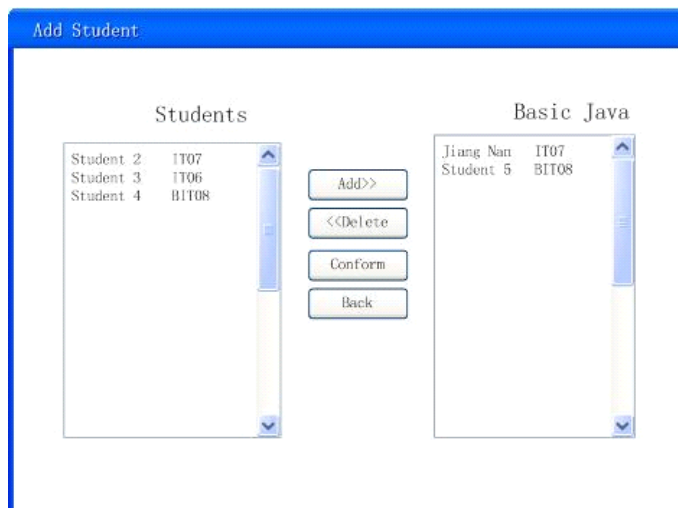 Add Student
Students
Student 2 IT07
Student 3 IT06
Student 4 BIT08
Add>>
<<Delete
Conform
Back
Basic Java
Jiang Nan IT07
Student 5 BIT08